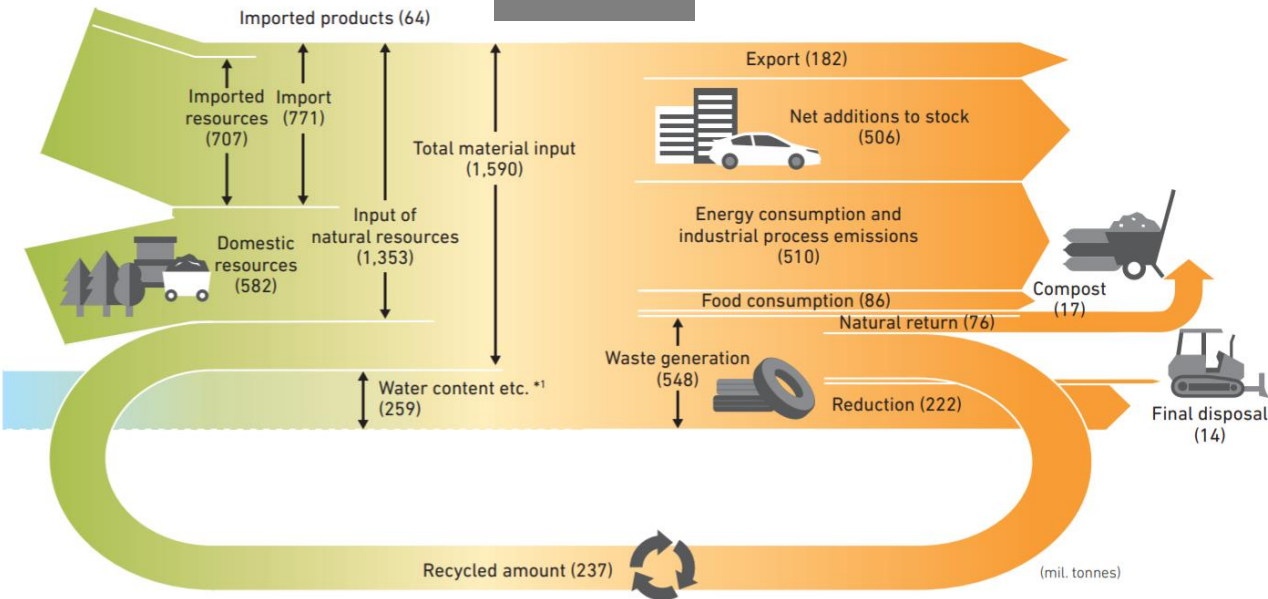 Imported products (64)
Imported
resources
(707)
Import
(771)
Total material input
(1,590)
Input of
natural resources
(1,353)
Domestic
resources
(582)
Water content etc. *1
(259)
Export (182)
Net additions to stock
(506)
Energy consumption and
industrial process emissions
(510)
Food consumption (86)
Natural return (76)
Compost
(17)
Waste generation
(548)
Reduction (222)
Final disposal
(14)
Recycled amount (237)
(mil. tonnes)